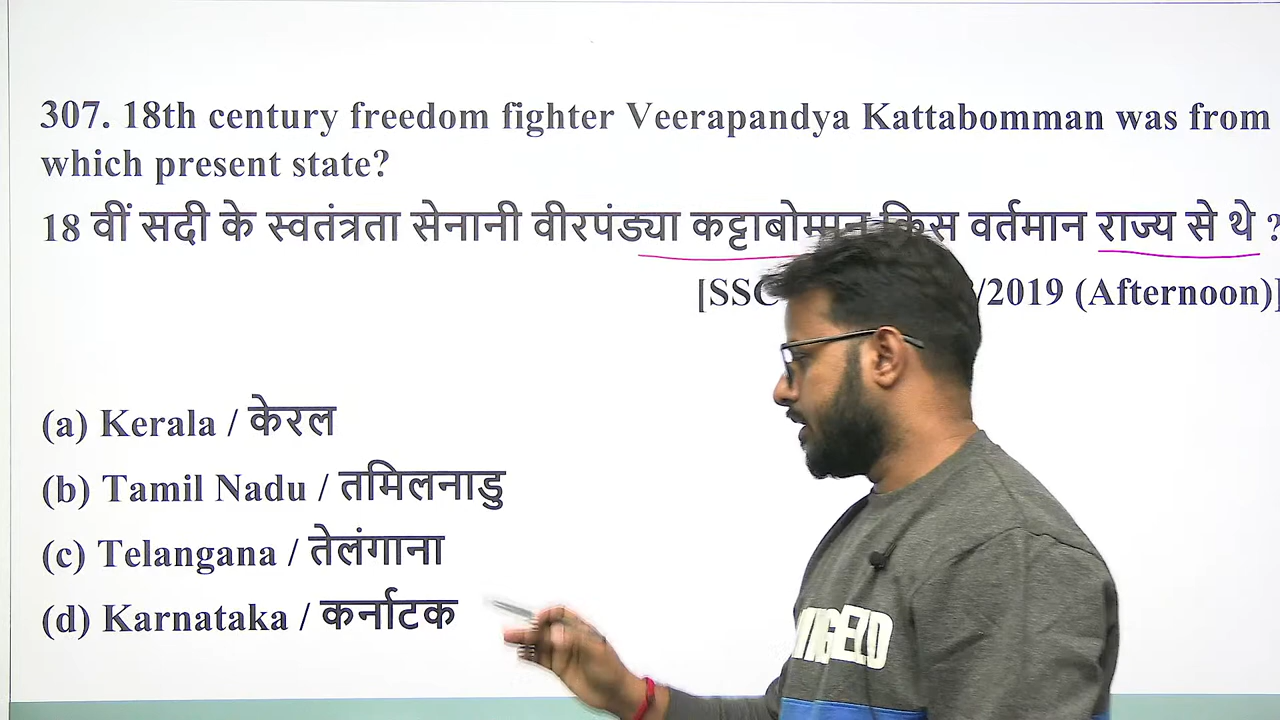 307. 18th century freedom fighter Veerapandya Kattabomman was from
which present state?
18 वीं सदी के स्वतंत्रता सेनानी वीरपंड्या कट्टाबोम्मन किस वर्तमान राज्य से थे ?
[SSC /2019 (Afternoon)]
(a) Kerala / केरल
(b) Tamil Nadu / तमिलनाडु
(c) Telangana / तेलंगाना
(d) Karnataka / कर्नाटक